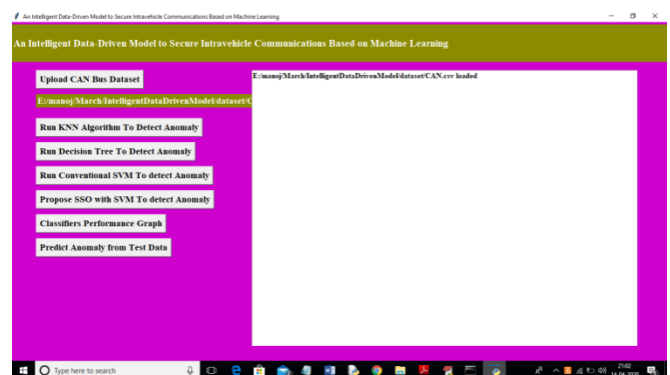 An Intelligent Data-Driven Model to Secure Intravehicle Communications Based on Machine Learning
An Intelligent Data-Driven Model to Secure Intravehicle Communications Based on Machine Learning
Upload CAN Bus Dataset
E:/manoj/March/IntelligentDataDrivenModel/dataset/C
Run KNN Algorithm To Detect Anomaly
Run Decision Tree To Detect Anomaly
Run Conventional SVM To detect Anomaly
Propose SSO with SVM To detect Anomaly
Classifiers Performance Graph
Predict Anomaly from Test Data
E:/manoj/March/IntelligentDataDrivenModel/dataset/CAN.csv loaded
Type here to search
21:02